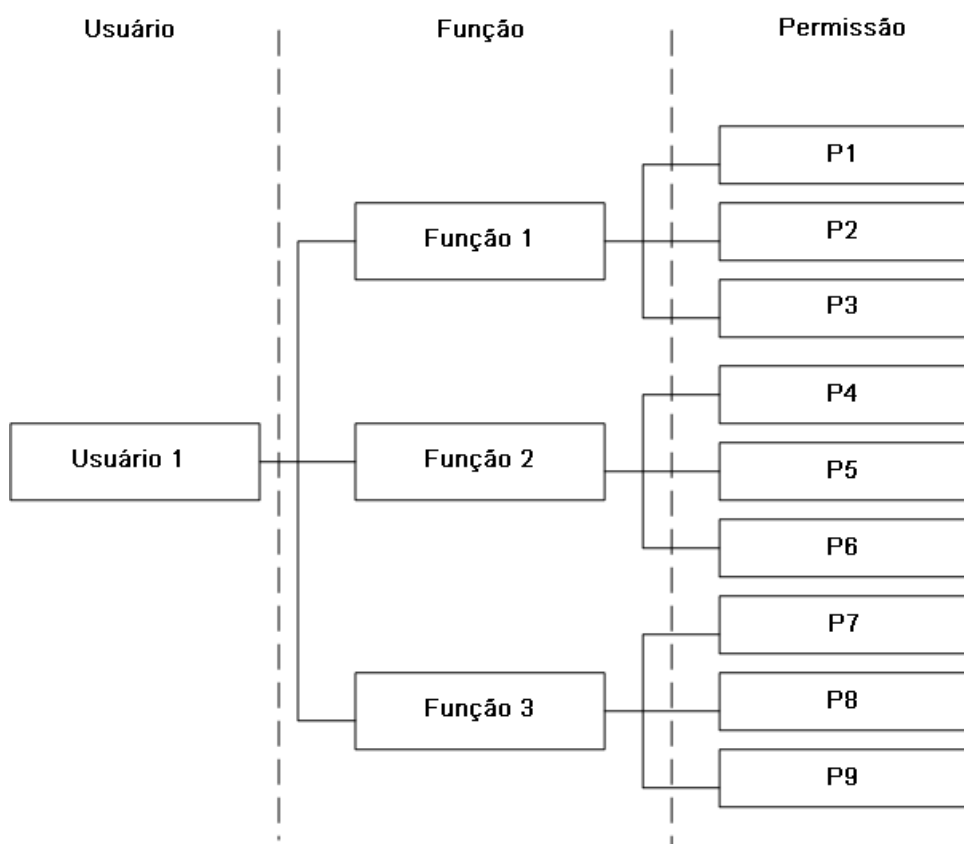 Usuário
Função
Permissão
P1
Função 1
P2
P3
P4
Usuário 1
Função 2
P5
P6
P7
Função 3
P8
P9